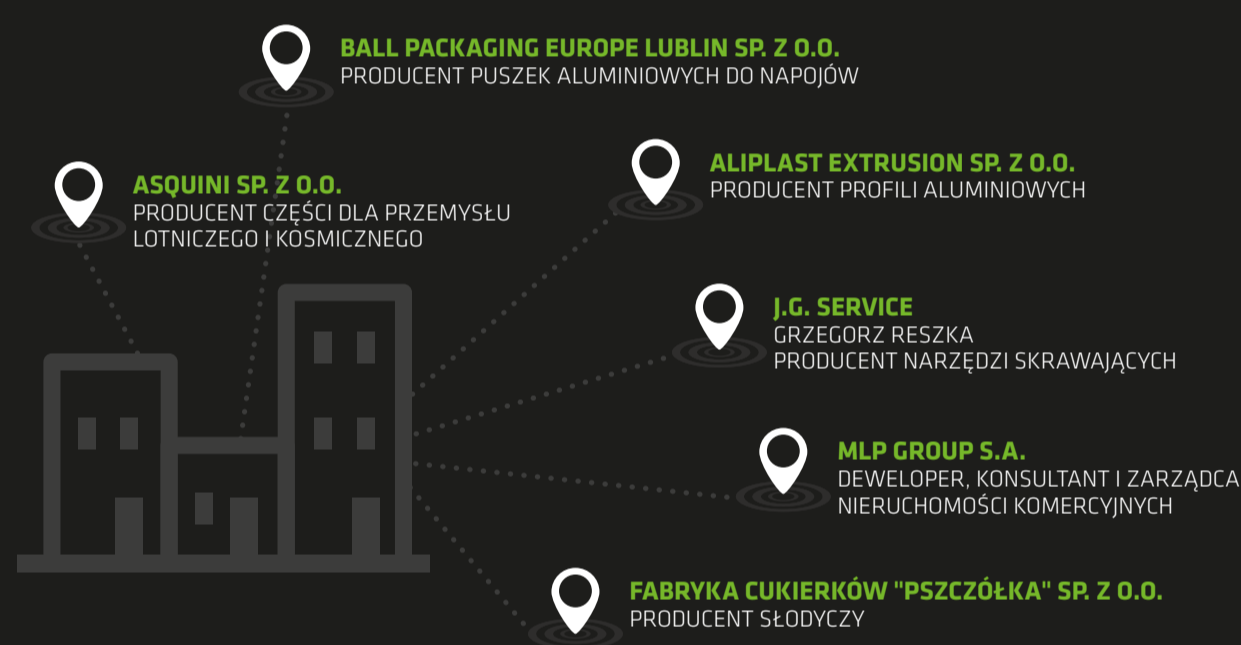 BALL PACKAGING EUROPE LUBLIN SP. Z O.O.
PRODUCENT PUSZEK ALUMINIOWYCH DO NAPOJÓW
ASQUINI SP. Z O.O.
PRODUCENT CZĘŚCI DLA PRZEMYSŁU
LOTNICZEGO I KOSMICZNEGO
ALIPLAST EXTRUSION SP. Z O.O.
PRODUCENT PROFILI ALUMINIOWYCH
J.G. SERVICE
GRZEGORZ RESZKA
PRODUCENT NARZĘDZI SKRAWAJĄCYCH
MLP GROUP S.A.
DEWELOPER, KONSULTANT I ZARZĄDCA
NIERUCHOMOŚCI KOMERCYJNYCH
FABRYKA CUKIERKÓW "PSZCZÓŁKA" SP. Z O.O.
PRODUCENT SŁODYCZY